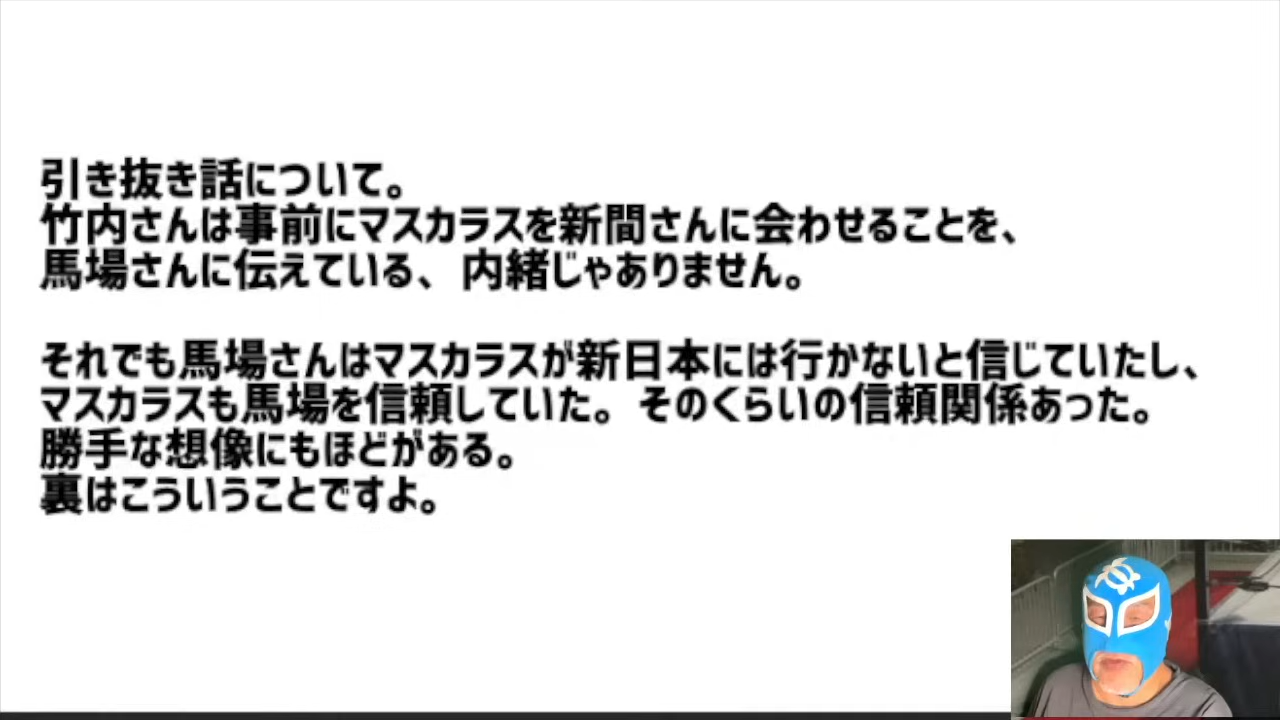 引き抜き話について。
竹内さんは事前にマスカラスを新間さんに会わせることを、
馬場さんに伝えている、内緒じゃありません。
それでも馬場さんはマスカラスが新日本には行かないと信じていたし、
マスカラスも馬場を信頼していた。そのくらいの信頼関係あった。
勝手な想像にもほどがある。
裏はこういうことですよ。